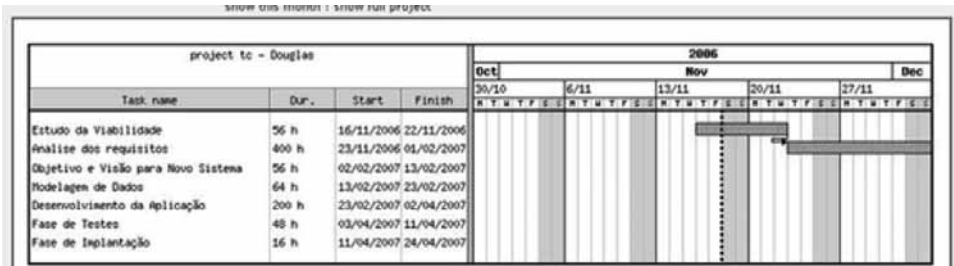 show this month : show full project
project tc - Douglas
2006
Oct Nov Dec
30/10 6/11 13/11 20/11 27/11
Task name Dur. Start Finish M T W T F S S M T W T F S S M T W T F S S M T W T F S S M T W T F S S
Estudo da Viabilidade 56 h 16/11/2006 22/11/2006
Analise dos requisitos 400 h 23/11/2006 01/02/2007
Objetivo e Visão para Novo Sistema 56 h 02/02/2007 13/02/2007
Modelagem de Dados 64 h 13/02/2007 23/02/2007
Desenvolvimento da Aplicação 200 h 23/02/2007 02/04/2007
Fase de Testes 48 h 03/04/2007 11/04/2007
Fase de Implantação 16 h 11/04/2007 24/04/2007